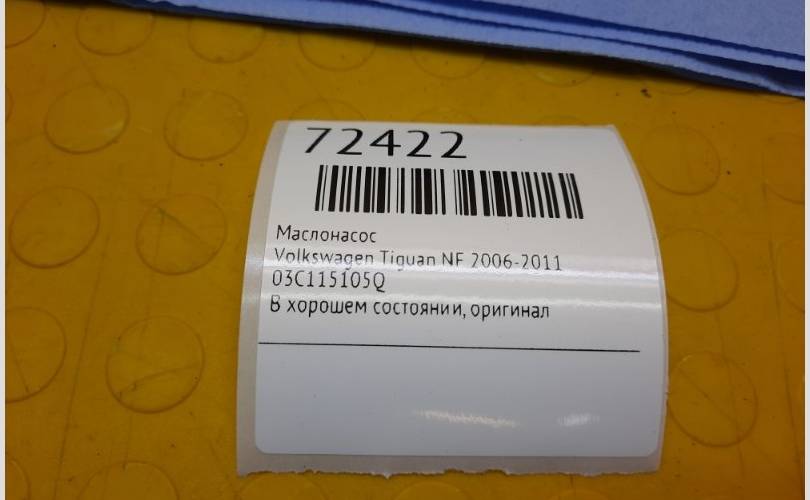 72422
Маслонасос
Volkswagen Tiguan NF 2006-2011
03C115105Q
В хорошем состоянии, оригинал